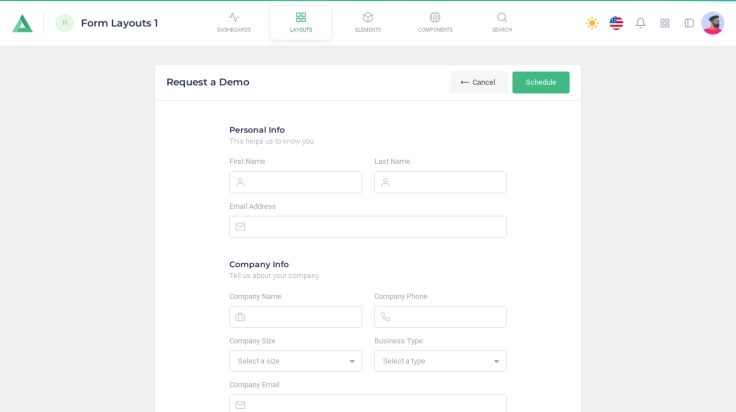 H
Form Layouts 1
DASHBOARDS
LAYOUTS
ELEMENTS
COMPONENTS
SEARCH
Request a Demo
Cancel
Schedule
Personal Info
This helps us to know you
First Name
Last Name
Email Address
Company Info
Tell us about your company
Company Name
Company Phone
Company Size
Business Type
Select a size
Select a type
Company Email